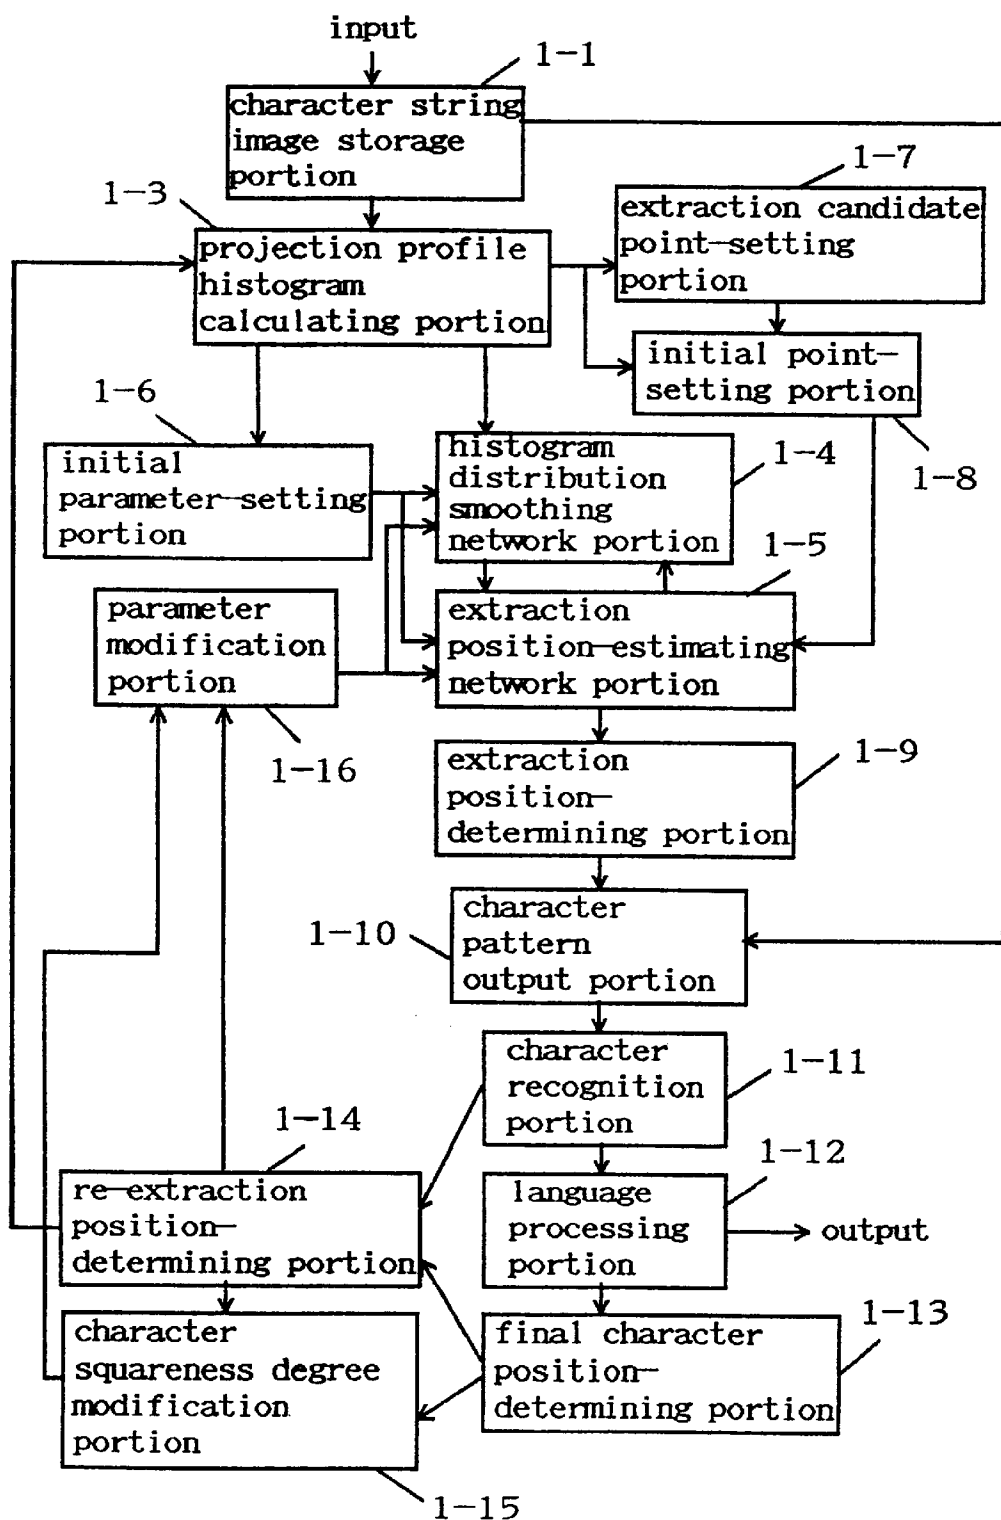 input
1-1
character string
image storage
portion
1-7
1-3
extraction candidate
point-setting
portion
projection profile
histogram
calculating portion
initial point-
setting portion
1-6
1-8
initial
parameter-setting
portion
histogram
distribution
smoothing
network portion
1-4
1-5
parameter
modification
portion
extraction
position-estimating
network portion
1-16
1-9
extraction
position-
determining portion
1-10
character
pattern
output portion
1-11
character
recognition
portion
1-14
1-12
re-extraction
position-
determining portion
language
processing
portion
output
1-13
character
squareness degree
modification
portion
final character
position-
determining portion
1-15